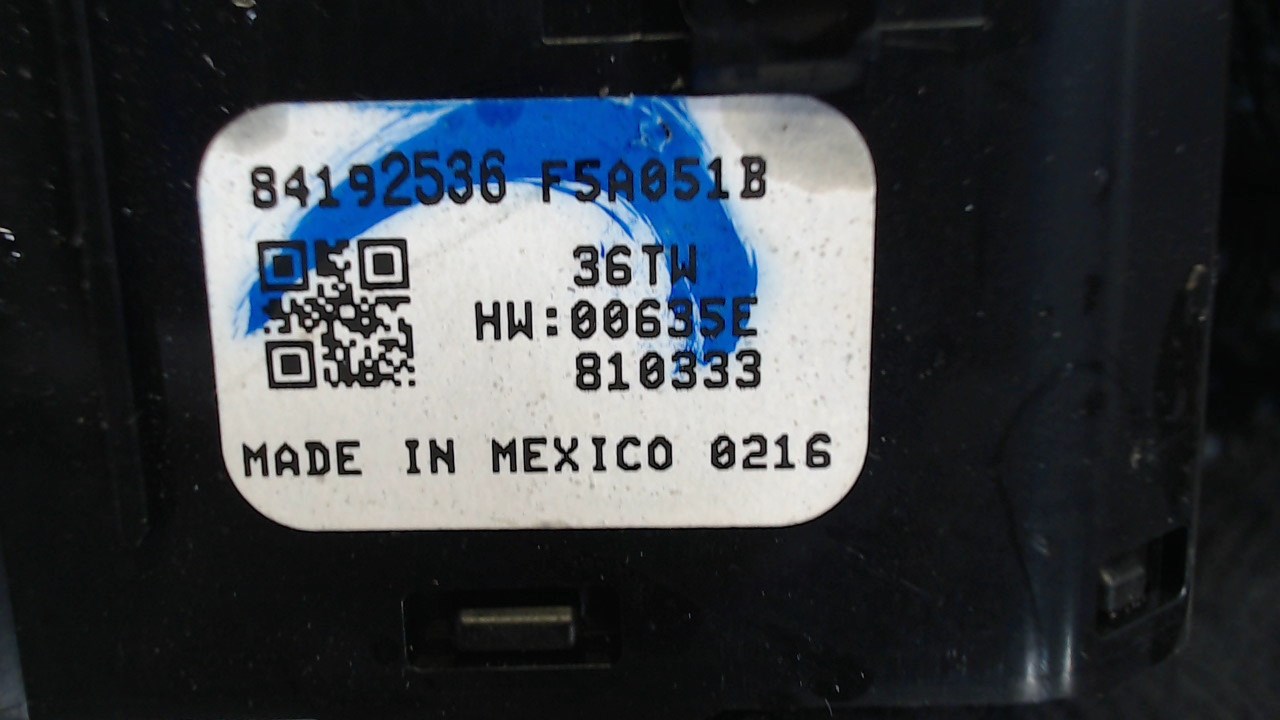 84192536 F5A051B
36TW
HW:00635E
810333
MADE IN MEXICO 0216